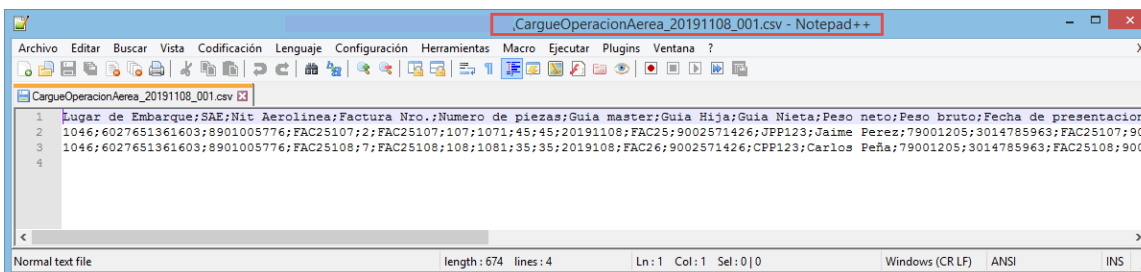 CargueOperacionAerea_20191108_001.csv - Notepad++
Archivo Editar Buscar Vista Codificación Lenguaje Configuración Herramientas Macro Ejecutar Plugins Ventana ?
CargueOperacionAerea_20191108_001.csv
1 Lugar de Embarque;SAE;Nit Aerolinea;Factura Nro.;Numero de piezas;Guia master;Guia Hija;Guia Nieta;Peso neto;Peso bruto;Fecha de presentacion
2 1046;6027651361603;8901005776;FAC25107;2;FAC25107;107;1071;45;45;20191108;FAC25;9002571426;JPP123;Jaime Perez;79001205;3014785963;FAC25107;90
3 1046;6027651361603;8901005776;FAC25108;7;FAC25108;108;1081;35;35;2019108;FAC26;9002571426;CPP123;Carlos Peña;79001205;3014785963;FAC25108;900
4
Normal text file length : 674 lines : 4 Ln : 1 Col : 1 Sel : 0 | 0 Windows (CR LF) ANSI INS